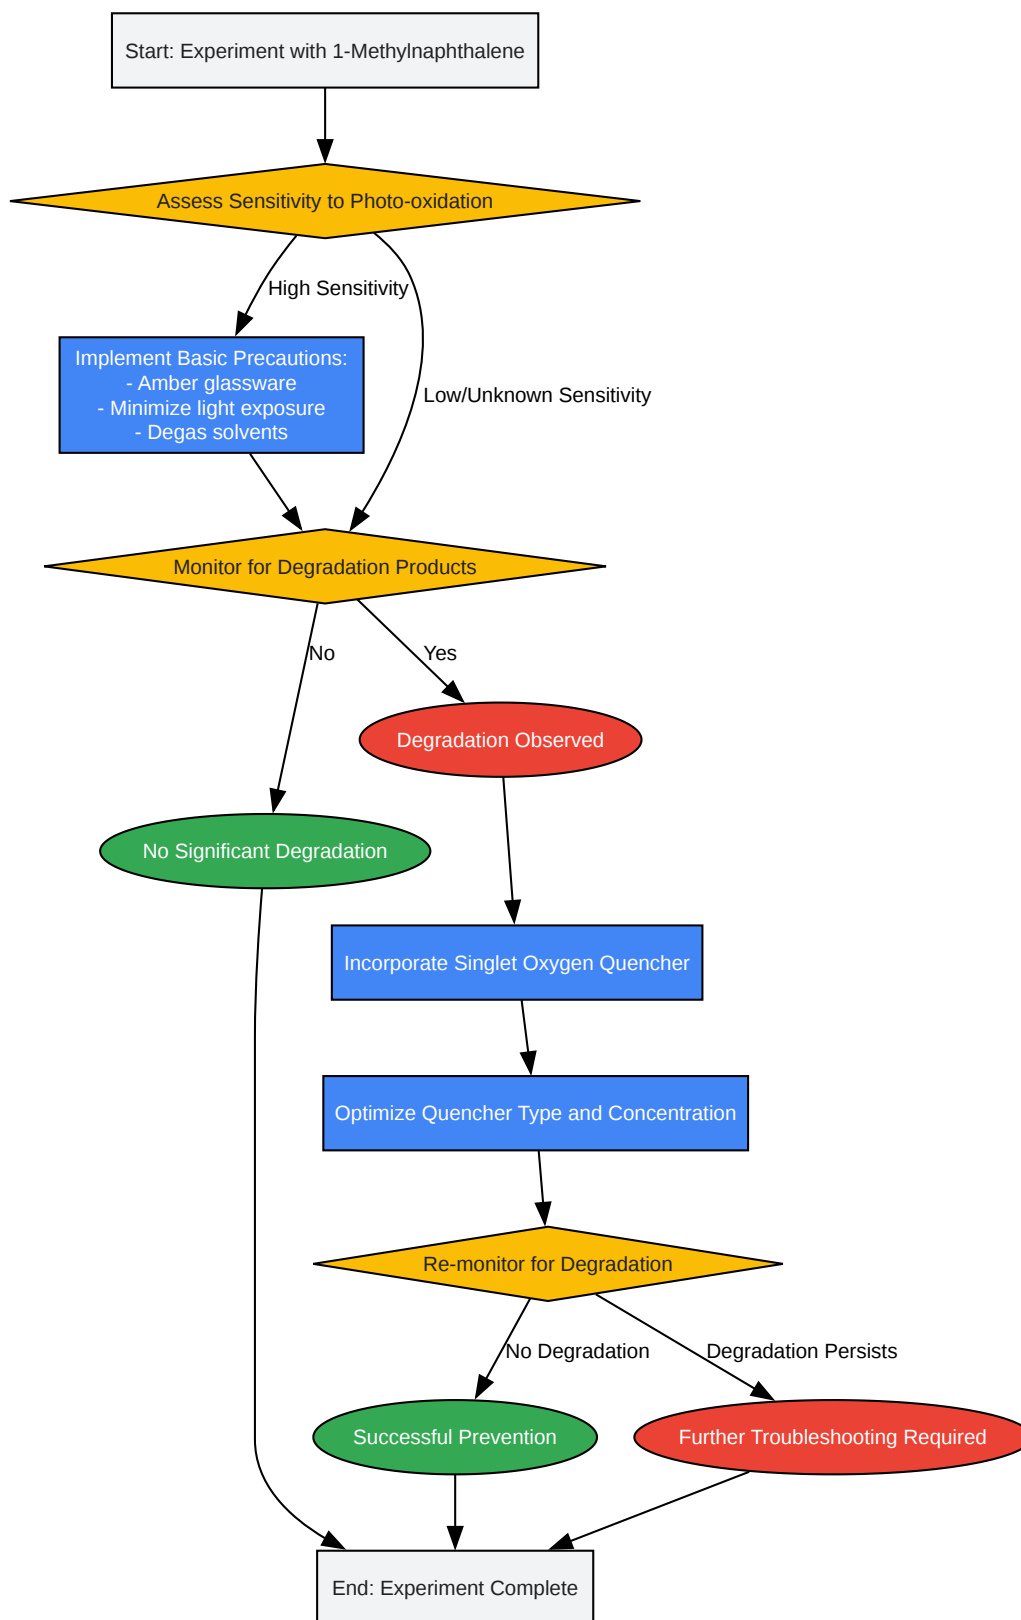 Start: Experiment with 1-Methylnaphthalene
Assess Sensitivity to Photo-oxidation
High Sensitivity
Implement Basic Precautions:
- Amber glassware
- Minimize light exposure
- Degas solvents
Low/Unknown Sensitivity
Monitor for Degradation Products
No
Yes
Degradation Observed
No Significant Degradation
Incorporate Singlet Oxygen Quencher
Optimize Quencher Type and Concentration
Re-monitor for Degradation
No Degradation
Degradation Persists
Successful Prevention
Further Troubleshooting Required
End: Experiment Complete